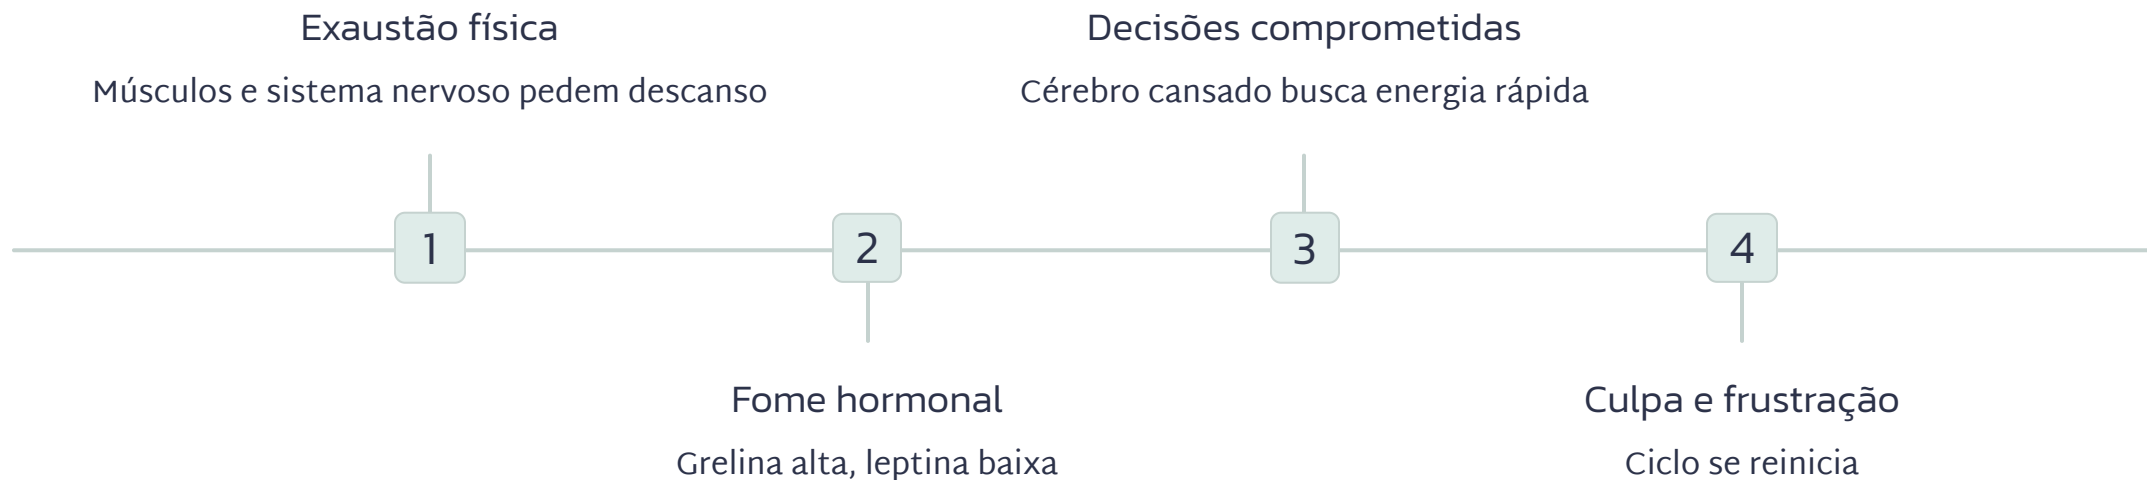 Exaustão física
Músculos e sistema nervoso pedem descanso
Decisões comprometidas
Cérebro cansado busca energia rápida
1
2
3
4
Fome hormonal
Grelina alta, leptina baixa
Culpa e frustração
Ciclo se reinicia